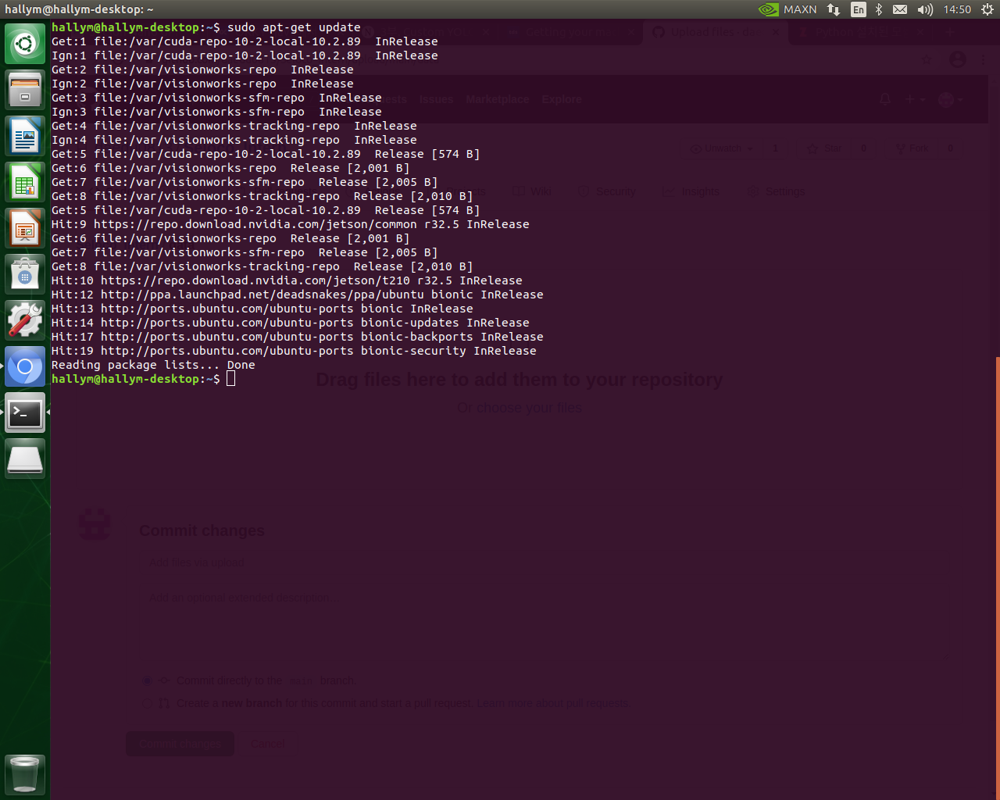 hallym@hallym-desktop: ~
MAXN
En
14:50
hallym@hallym-desktop:~$ sudo apt-get update
Get:1 file:/var/cuda-repo-10-2-local-10.2.89  InRelease
Ign:1 file:/var/cuda-repo-10-2-local-10.2.89  InRelease
Get:2 file:/var/visionworks-repo  InRelease
Ign:2 file:/var/visionworks-repo  InRelease
Get:3 file:/var/visionworks-sfm-repo  InRelease
Ign:3 file:/var/visionworks-sfm-repo  InRelease
Get:4 file:/var/visionworks-tracking-repo  InRelease
Ign:4 file:/var/visionworks-tracking-repo  InRelease
Get:5 file:/var/cuda-repo-10-2-local-10.2.89  Release [574 B]
Get:6 file:/var/visionworks-repo  Release [2,001 B]
Get:7 file:/var/visionworks-sfm-repo  Release [2,005 B]
Get:8 file:/var/visionworks-tracking-repo  Release [2,010 B]
Get:5 file:/var/cuda-repo-10-2-local-10.2.89  Release [574 B]
Hit:9 https://repo.download.nvidia.com/jetson/common r32.5 InRelease
Get:6 file:/var/visionworks-repo  Release [2,001 B]
Get:7 file:/var/visionworks-sfm-repo  Release [2,005 B]
Get:8 file:/var/visionworks-tracking-repo  Release [2,010 B]
Hit:10 https://repo.download.nvidia.com/jetson/t210 r32.5 InRelease
Hit:12 http://ppa.launchpad.net/deadsnakes/ppa/ubuntu bionic InRelease
Hit:13 http://ports.ubuntu.com/ubuntu-ports bionic InRelease
Hit:14 http://ports.ubuntu.com/ubuntu-ports bionic-updates InRelease
Hit:17 http://ports.ubuntu.com/ubuntu-ports bionic-backports InRelease
Hit:19 http://ports.ubuntu.com/ubuntu-ports bionic-security InRelease
Reading package lists... Done
hallym@hallym-desktop:~$
Upload files
Issues Marketplace Explore
Unwatch 1 Star 0 Fork 0
Wiki Security Insights Settings
Drag files here to add them to your repository
Or choose your files
Commit changes
Add files via upload
Add an optional extended description...
Commit directly to the main branch.
Create a new branch for this commit and start a pull request. Learn more about pull requests.
Commit changes Cancel